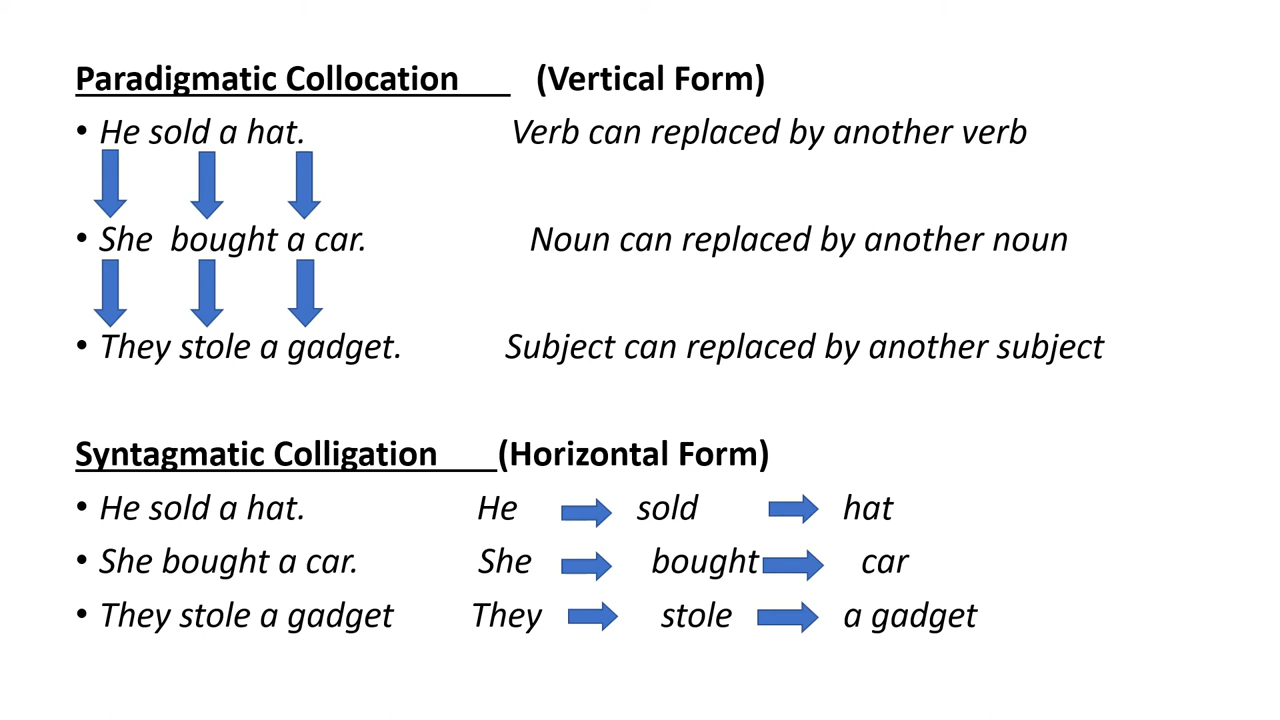 Paradigmatic Collocation (Vertical Form)
• He sold a hat. Verb can replaced by another verb
• She bought a car. Noun can replaced by another noun
• They stole a gadget. Subject can replaced by another subject
Syntagmatic Colligation (Horizontal Form)
• He sold a hat. He sold hat
• She bought a car. She bought car
• They stole a gadget They stole a gadget